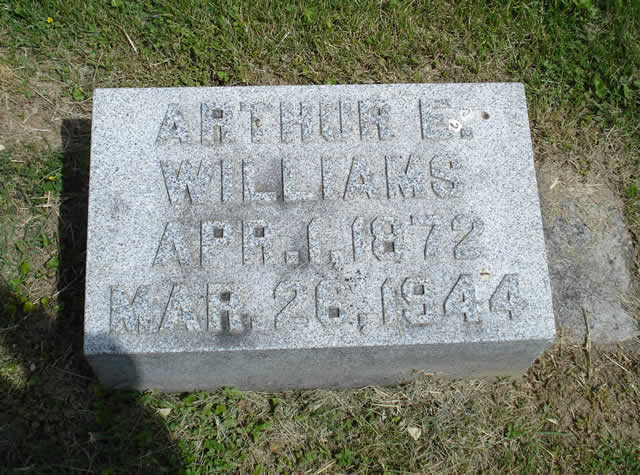 ARTHUR E.
WILLIAMS
APR. 1, 1872
MAR. 26, 1944